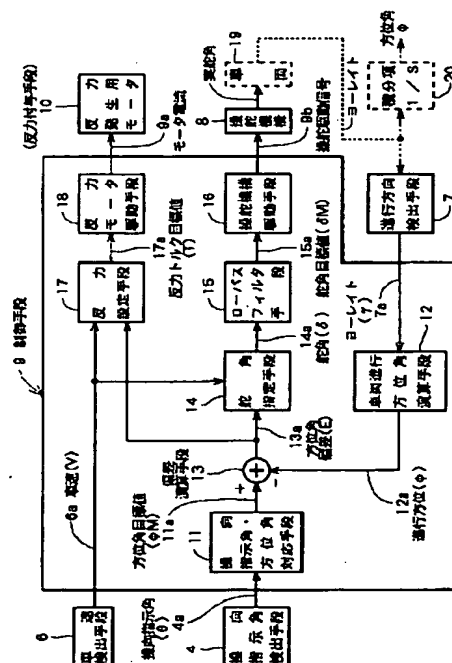 9 制御手段
6
車速
検出手段
6a 車速(V)
4
操向
指示角
検出手段
操向指示角
(θ)
4a
11
操向
指示角・
方位角
対応手段
方位角目標値
(φM)
11a
偏差
演算手段
13
+
-
13a
方位角
偏差(E)
14
舵角
指定手段
14a
舵角(δ)
15
ローパス
フィルタ
手段
15a
舵角目標値(δM)
16
操舵機構
駆動手段
9b
操舵駆動信号
8
操舵
機構
実舵角
19
車両
17
反力
設定手段
17a
反力トルク目標値
(T)
18
反力
モータ
駆動手段
9a
モータ電流
10
(反力付与手段)
反力
発生用
モータ
ヨーレイト
20
積分項
1/S
方位角
φ
7
進行方向
検出手段
7a
ヨーレイト
(γ)
12
車両進行
方位角
演算手段
12a
進行方位(φ)